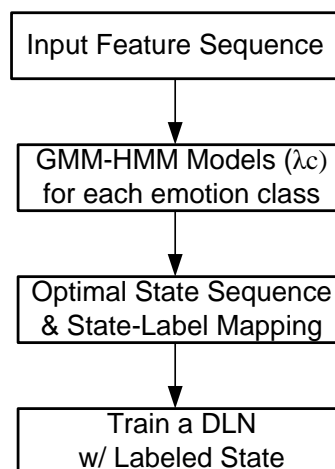 Input Feature Sequence
GMM-HMM Models (λc)
for each emotion class
Optimal State Sequence
& State-Label Mapping
Train a DLN
w/ Labeled State